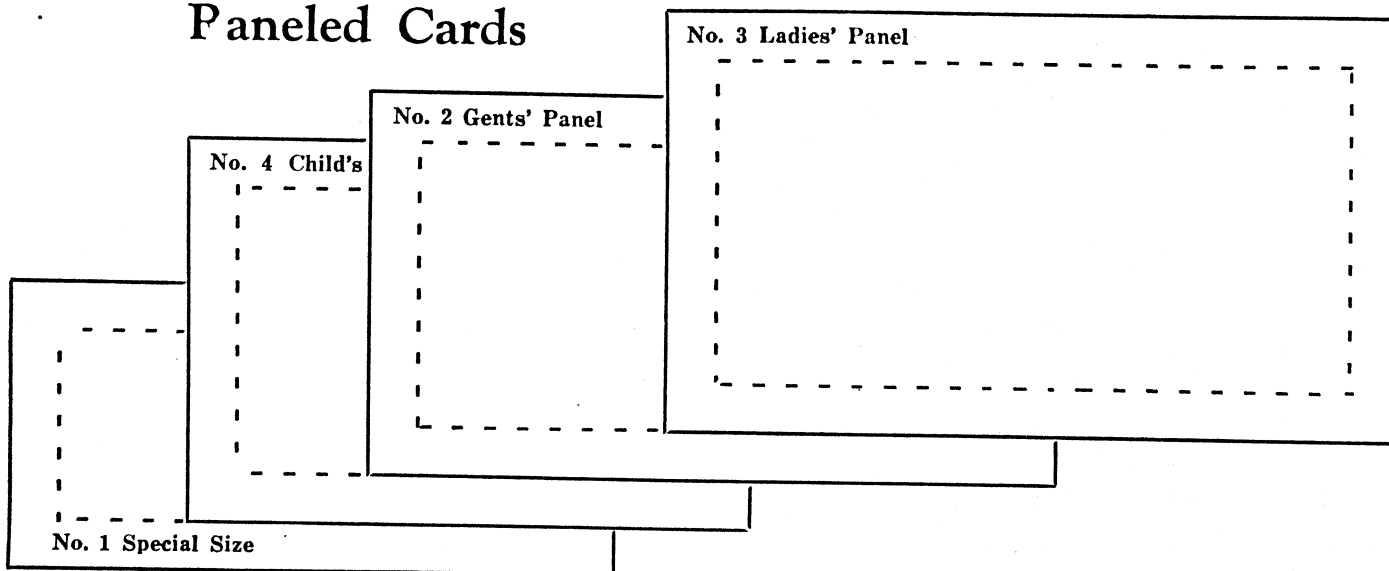 Paneled Cards
No. 3 Ladies' Panel
No. 2 Gents' Panel
No. 4 Child's
No. 1 Special Size